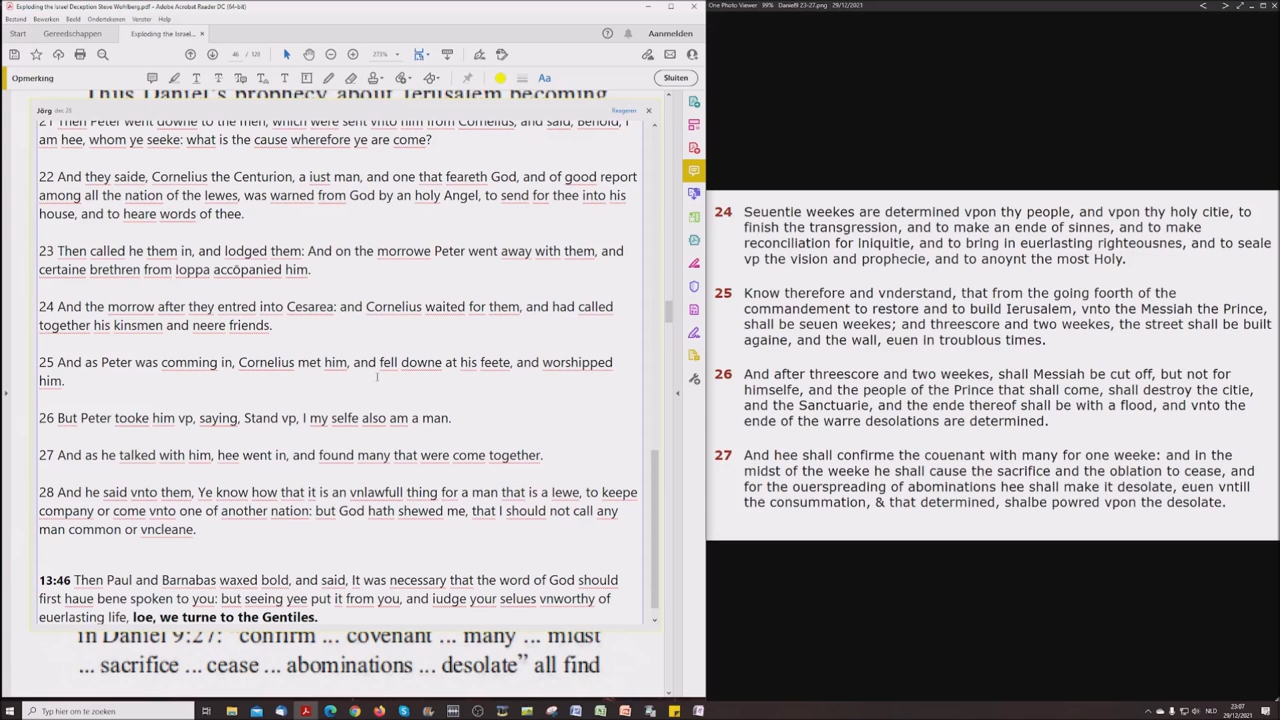 Exploding the Israel Deception Steve Wohlberg.pdf - Adobe Acrobat Reader DC (64-bit)
Bestand Bewerken Beeld Ondertekenen Venster Help
Start Gereedschappen Exploding the Israel... × Aanmelden
46 / 128 273%
Opmerking Aa Sluiten
Thus Daniel's prophecy about Jerusalem becoming
Jörg dec 28 Reageren
21 Then Peter went downe to the men, which were sent vnto him from Cornelius, and said, Behold, I
am hee, whom ye seeke: what is the cause wherefore ye are come?
22 And they saide, Cornelius the Centurion, a iust man, and one that feareth God, and of good report
among all the nation of the Iewes, was warned from God by an holy Angel, to send for thee into his
house, and to heare words of thee.
23 Then called he them in, and lodged them: And on the morrowe Peter went away with them, and
certaine brethren from Ioppa accōpanied him.
24 And the morrow after they entred into Cesarea: and Cornelius waited for them, and had called
together his kinsmen and neere friends.
25 And as Peter was comming in, Cornelius met him, and fell downe at his feete, and worshipped
him.
26 But Peter tooke him vp, saying, Stand vp, I my selfe also am a man.
27 And as he talked with him, hee went in, and found many that were come together.
28 And he said vnto them, Ye know how that it is an vnlawfull thing for a man that is a Iewe, to keepe
company or come vnto one of another nation: but God hath shewed me, that I should not call any
man common or vncleane.
13:46 Then Paul and Barnabas waxed bold, and said, It was necessary that the word of God should
first haue bene spoken to you: but seeing yee put it from you, and iudge your selues vnworthy of
euerlasting life, loe, we turne to the Gentiles.
in Daniel 9:27: "confirm ... covenant ... many ... midst
... sacrifice ... cease ... abominations ... desolate" all find
One Photo Viewer 99% Daniel9 23-27.png 29/12/2021
24 Seuentie weekes are determined vpon thy people, and vpon thy holy citie, to
finish the transgression, and to make an ende of sinnes, and to make
reconciliation for Iniquitie, and to bring in euerlasting righteousnes, and to seale
vp the vision and prophecie, and to anoynt the most Holy.
25 Know therefore and vnderstand, that from the going foorth of the
commandement to restore and to build Ierusalem, vnto the Messiah the Prince,
shall be seuen weekes; and threescore and two weekes, the street shall be built
againe, and the wall, euen in troublous times.
26 And after threescore and two weekes, shall Messiah be cut off, but not for
himselfe, and the people of the Prince that shall come, shall destroy the citie,
and the Sanctuarie, and the ende thereof shall be with a flood, and vnto the
ende of the warre desolations are determined.
27 And hee shall confirme the couenant with many for one weeke: and in the
midst of the weeke he shall cause the sacrifice and the oblation to cease, and
for the ouerspreading of abominations hee shall make it desolate, euen vntill
the consummation, & that determined, shalbe powred vpon the desolate.
Typ hier om te zoeken
NLD
23:07
29/12/2021